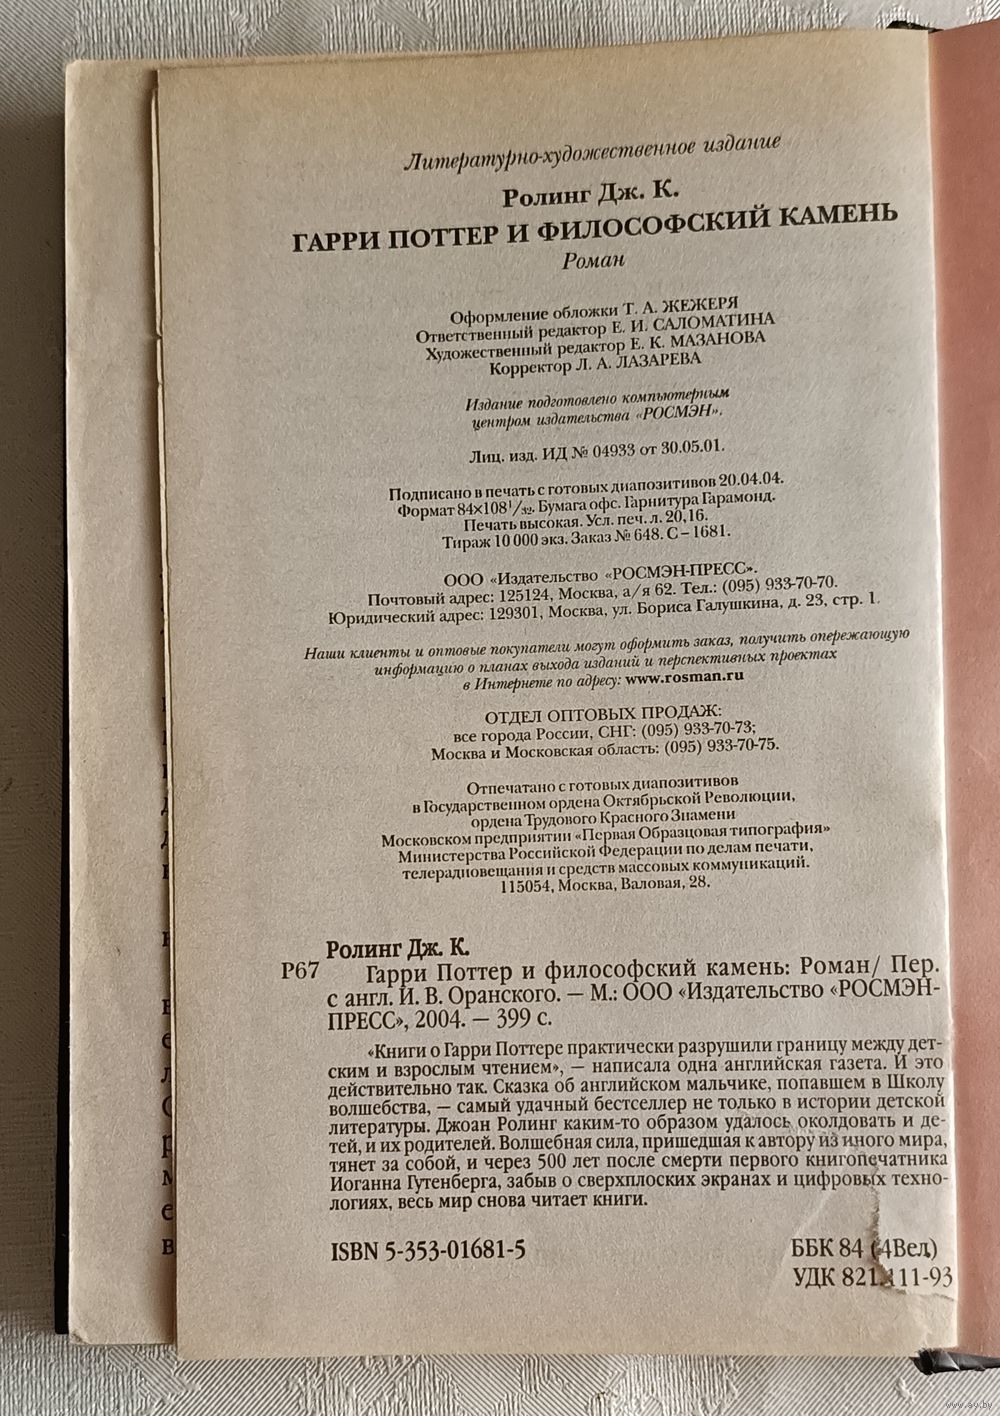 Литературно-художественное издание
Ролинг Дж. К.
ГАРРИ ПОТТЕР И ФИЛОСОФСКИЙ КАМЕНЬ
Роман
Оформление обложки Т. А. ЖЕЖЕРЯ
Ответственный редактор Е. И. САЛОМАТИНА
Художественный редактор Е. К. МАЗАНОВА
Корректор Л. А. ЛАЗАРЕВА
Издание подготовлено компьютерным
центром издательства «РОСМЭН».
Лиц. изд. ИД № 04933 от 30.05.01.
Подписано в печать с готовых диапозитивов 20.04.04.
Формат 84×108 1/32. Бумага офс. Гарнитура Гарамонд.
Печать высокая. Усл. печ. л. 20,16.
Тираж 10 000 экз. Заказ № 648. С – 1681.
ООО «Издательство «РОСМЭН-ПРЕСС».
Почтовый адрес: 125124, Москва, а/я 62. Тел.: (095) 933-70-70.
Юридический адрес: 129301, Москва, ул. Бориса Галушкина, д. 23, стр. 1.
Наши клиенты и оптовые покупатели могут оформить заказ, получить опережающую
информацию о планах выхода изданий и перспективных проектах
в Интернете по адресу: www.rosman.ru
ОТДЕЛ ОПТОВЫХ ПРОДАЖ:
все города России, СНГ: (095) 933-70-73;
Москва и Московская область: (095) 933-70-75.
Отпечатано с готовых диапозитивов
в Государственном ордена Октябрьской Революции,
ордена Трудового Красного Знамени
Московском предприятии «Первая Образцовая типография»
Министерства Российской Федерации по делам печати,
телерадиовещания и средств массовых коммуникаций.
115054, Москва, Валовая, 28.
Ролинг Дж. К.
Р67 Гарри Поттер и философский камень: Роман/ Пер.
с англ. И. В. Оранского. — М.: ООО «Издательство «РОСМЭН-
ПРЕСС», 2004. — 399 с.
«Книги о Гарри Поттере практически разрушили границу между дет-
ским и взрослым чтением», — написала одна английская газета. И это
действительно так. Сказка об английском мальчике, попавшем в Школу
волшебства, — самый удачный бестселлер не только в истории детской
литературы. Джоан Ролинг каким-то образом удалось околдовать и де-
тей, и их родителей. Волшебная сила, пришедшая к автору из иного мира,
тянет за собой, и через 500 лет после смерти первого книгопечатника
Иоганна Гутенберга, забыв о сверхплоских экранах и цифровых техно-
логиях, весь мир снова читает книги.
ISBN 5-353-01681-5
ББК 84 (4Вел)
УДК 821.111-93
www.ay.by